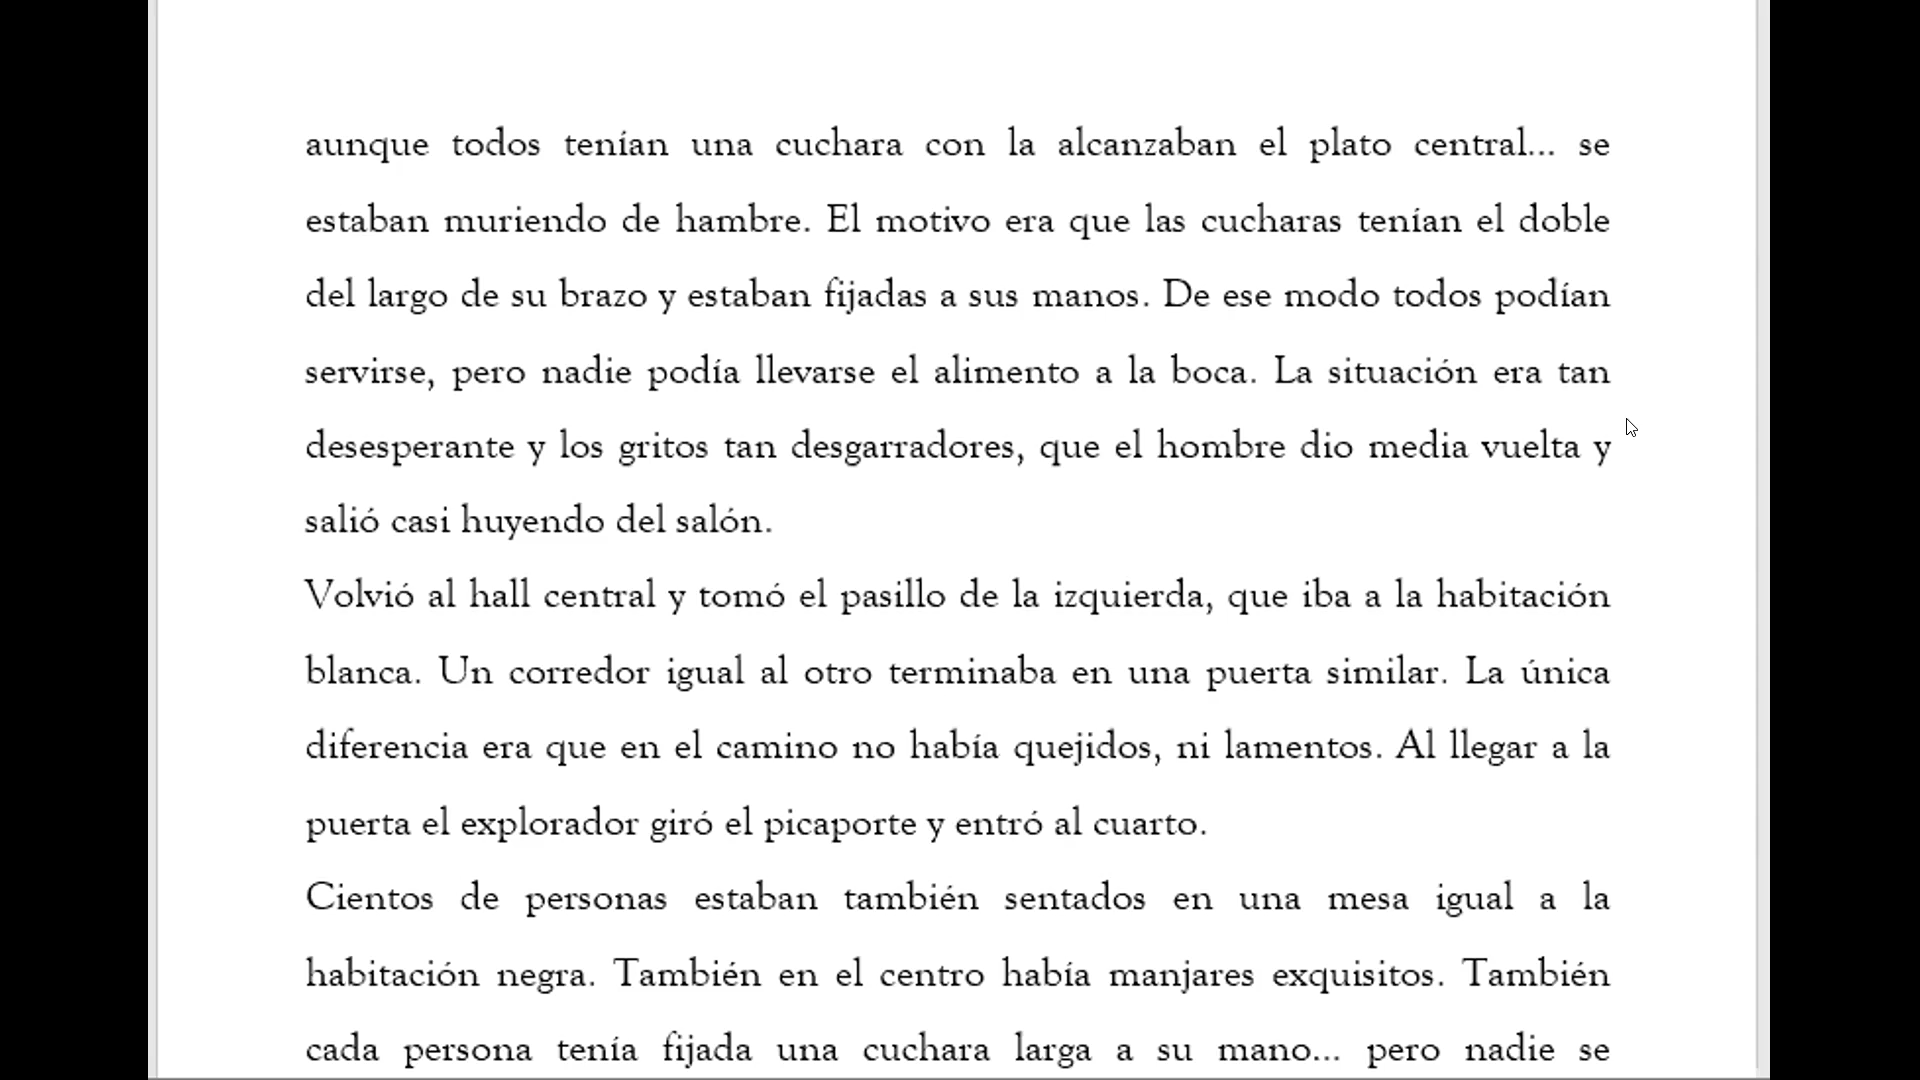 aunque todos tenían una cuchara con la alcanzaban el plato central... se
estaban muriendo de hambre. El motivo era que las cucharas tenían el doble
del largo de su brazo y estaban fijadas a sus manos. De ese modo todos podían
servirse, pero nadie podía llevarse el alimento a la boca. La situación era tan
desesperante y los gritos tan desgarradores, que el hombre dio media vuelta y
salió casi huyendo del salón.
Volvió al hall central y tomó el pasillo de la izquierda, que iba a la habitación
blanca. Un corredor igual al otro terminaba en una puerta similar. La única
diferencia era que en el camino no había quejidos, ni lamentos. Al llegar a la
puerta el explorador giró el picaporte y entró al cuarto.
Cientos de personas estaban también sentados en una mesa igual a la
habitación negra. También en el centro había manjares exquisitos. También
cada persona tenía fijada una cuchara larga a su mano... pero nadie se